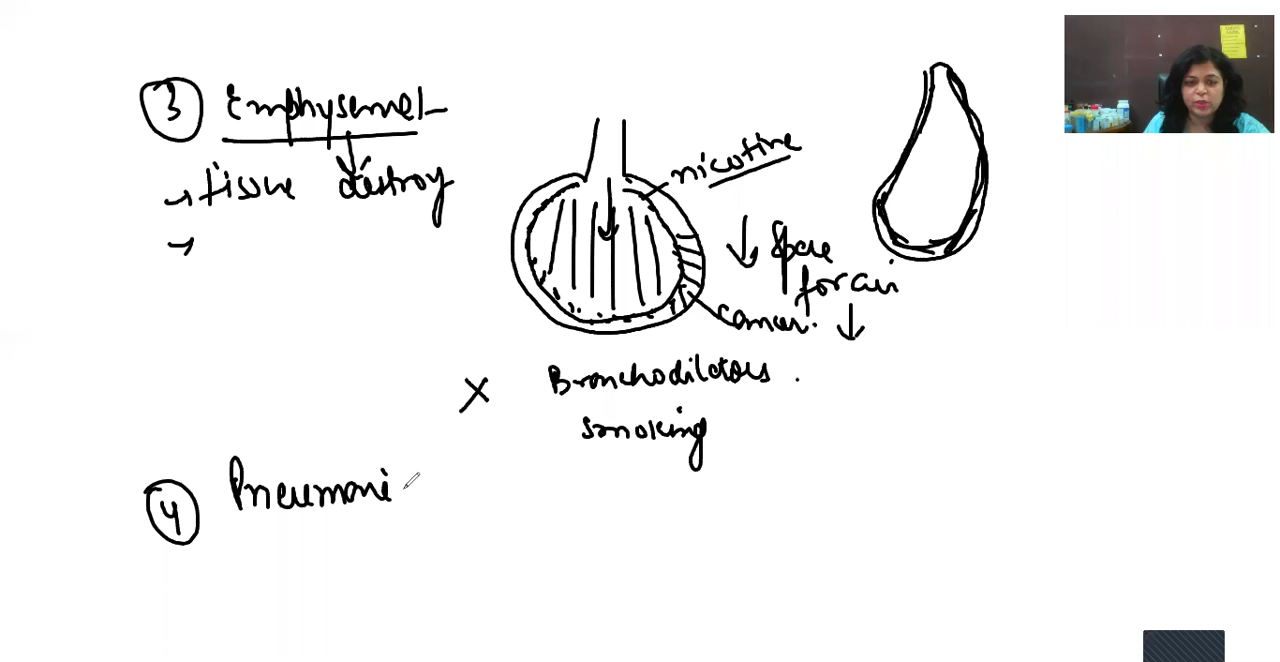 3 Emphysema
→ tissue destroy
→
nicotine
↓ Space
for air ↓
cancer.
X Bronchodilators .
smoking
4 Pneumoni